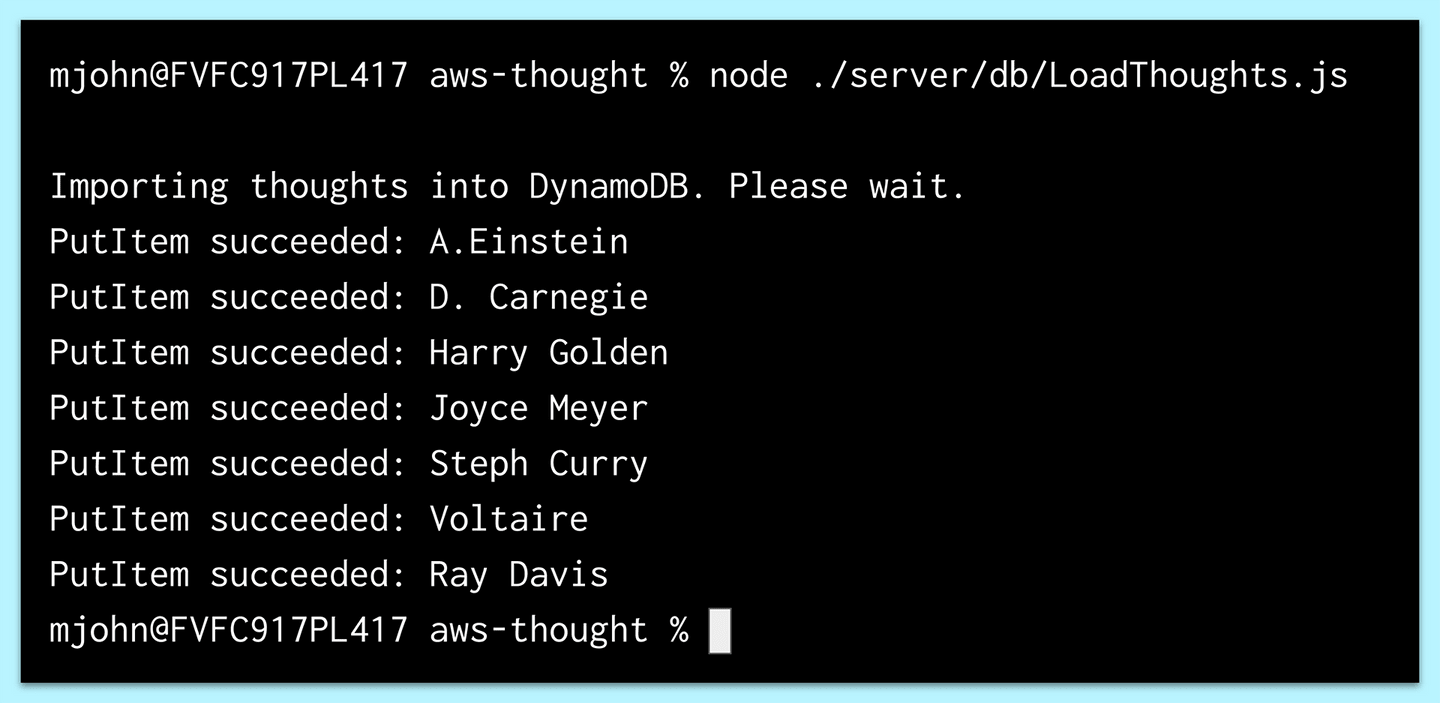 mjohn@FVFC917PL417 aws-thought % node ./server/db/LoadThoughts.js
Importing thoughts into DynamoDB. Please wait.
PutItem succeeded: A.Einstein
PutItem succeeded: D. Carnegie
PutItem succeeded: Harry Golden
PutItem succeeded: Joyce Meyer
PutItem succeeded: Steph Curry
PutItem succeeded: Voltaire
PutItem succeeded: Ray Davis
mjohn@FVFC917PL417 aws-thought %